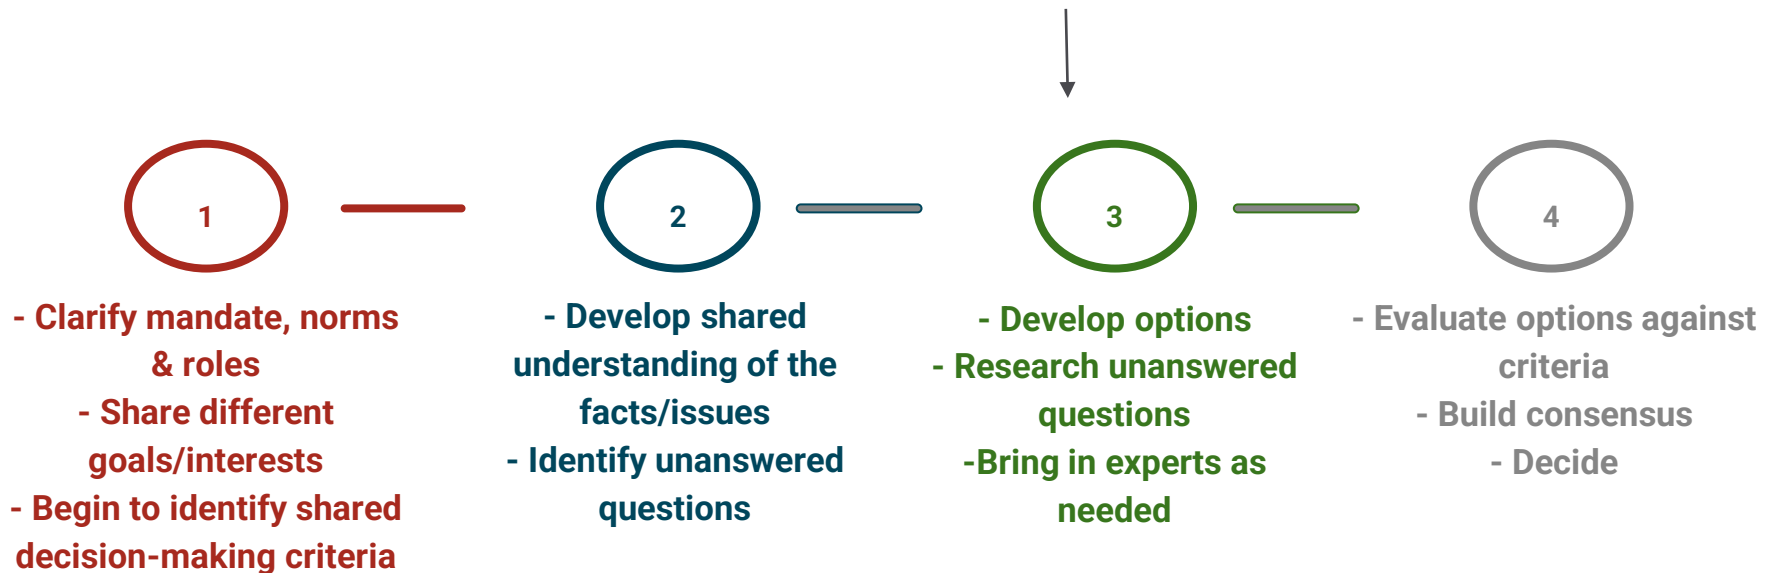 1
- Clarify mandate, norms
& roles
- Share different
goals/interests
- Begin to identify shared
decision-making criteria
2
- Develop shared
understanding of the
facts/issues
- Identify unanswered
questions
3
- Develop options
- Research unanswered
questions
-Bring in experts as
needed
4
- Evaluate options against
criteria
- Build consensus
- Decide